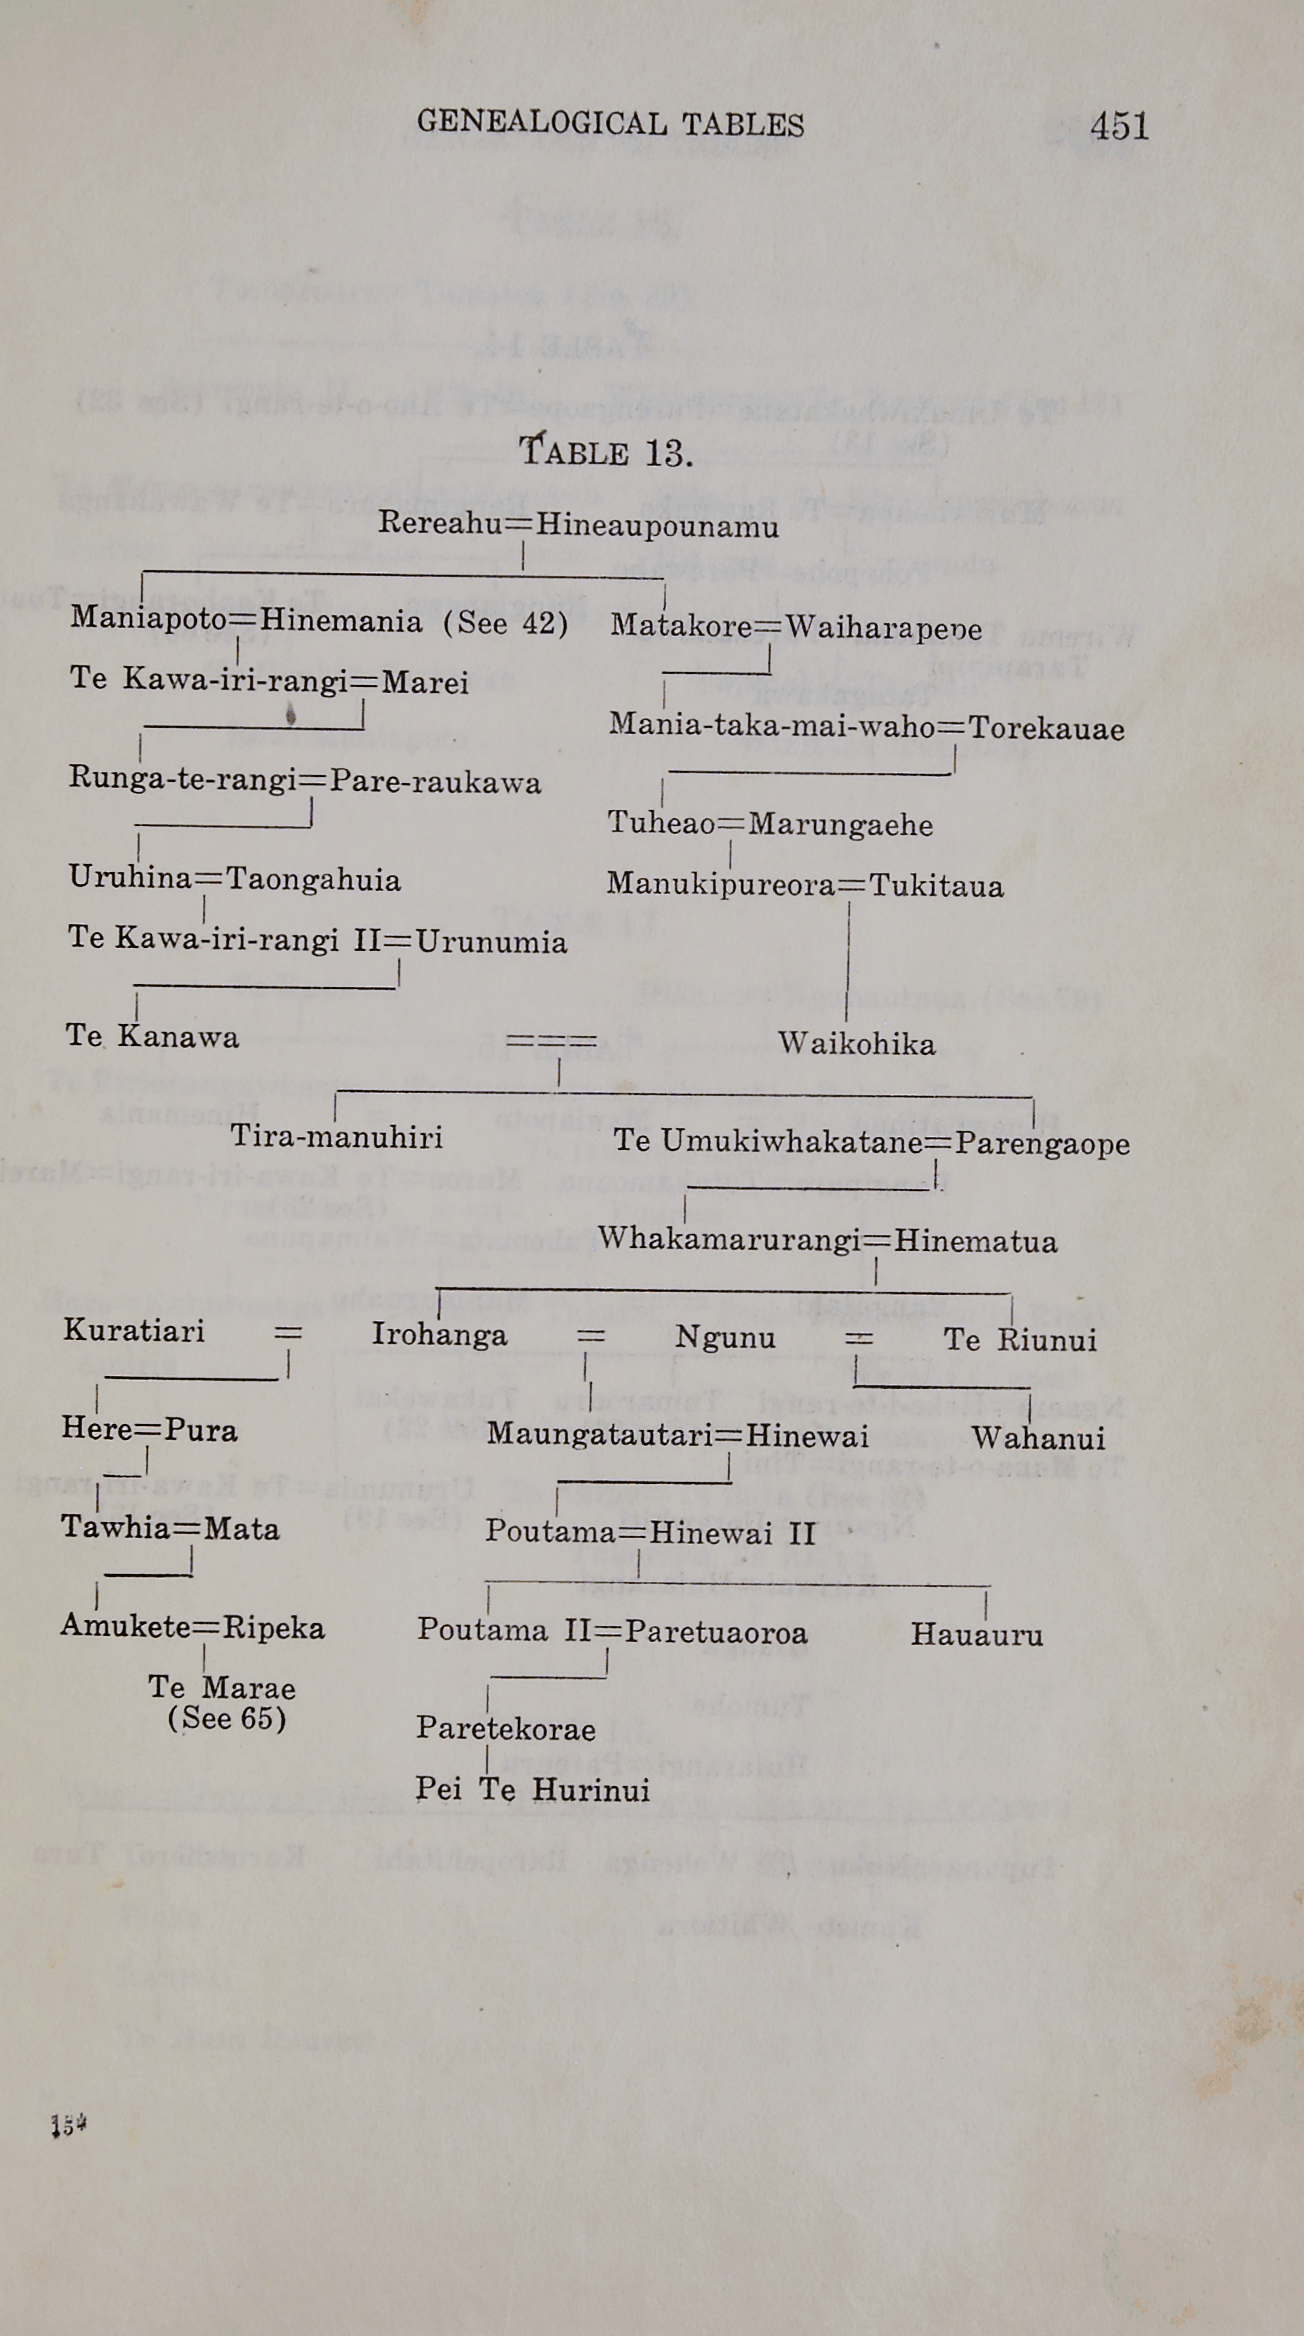 GENEALOGICAL TABLES 451
TABLE 13.
Rereahu=Hineaupounamu
Maniapoto=Hinemania (See 42) Matakore=Waiharapene
Te Kawa-iri-rangi=Marei
Mania-taka-mai-waho=Torekauae
Runga-te-rangi=Pare-raukawa
Tuheao=Marungaehe
Uruhina=Taongahuia Manukipureora=Tukitaua
Te Kawa-iri-rangi II=Urunumia
Te Kanawa === Waikohika
Tira-manuhiri Te Umukiwhakatane=Parengaope
Whakamarurangi=Hinematua
Kuratiari = Irohanga = Ngunu = Te Riunui
Here=Pura Maungatautari=Hinewai Wahanui
Tawhia=Mata Poutama=Hinewai II
Amukete=Ripeka Poutama II=Paretuaoroa Hauauru
Te Marae
(See 65)
Paretekorae
Pei Te Hurinui
15*